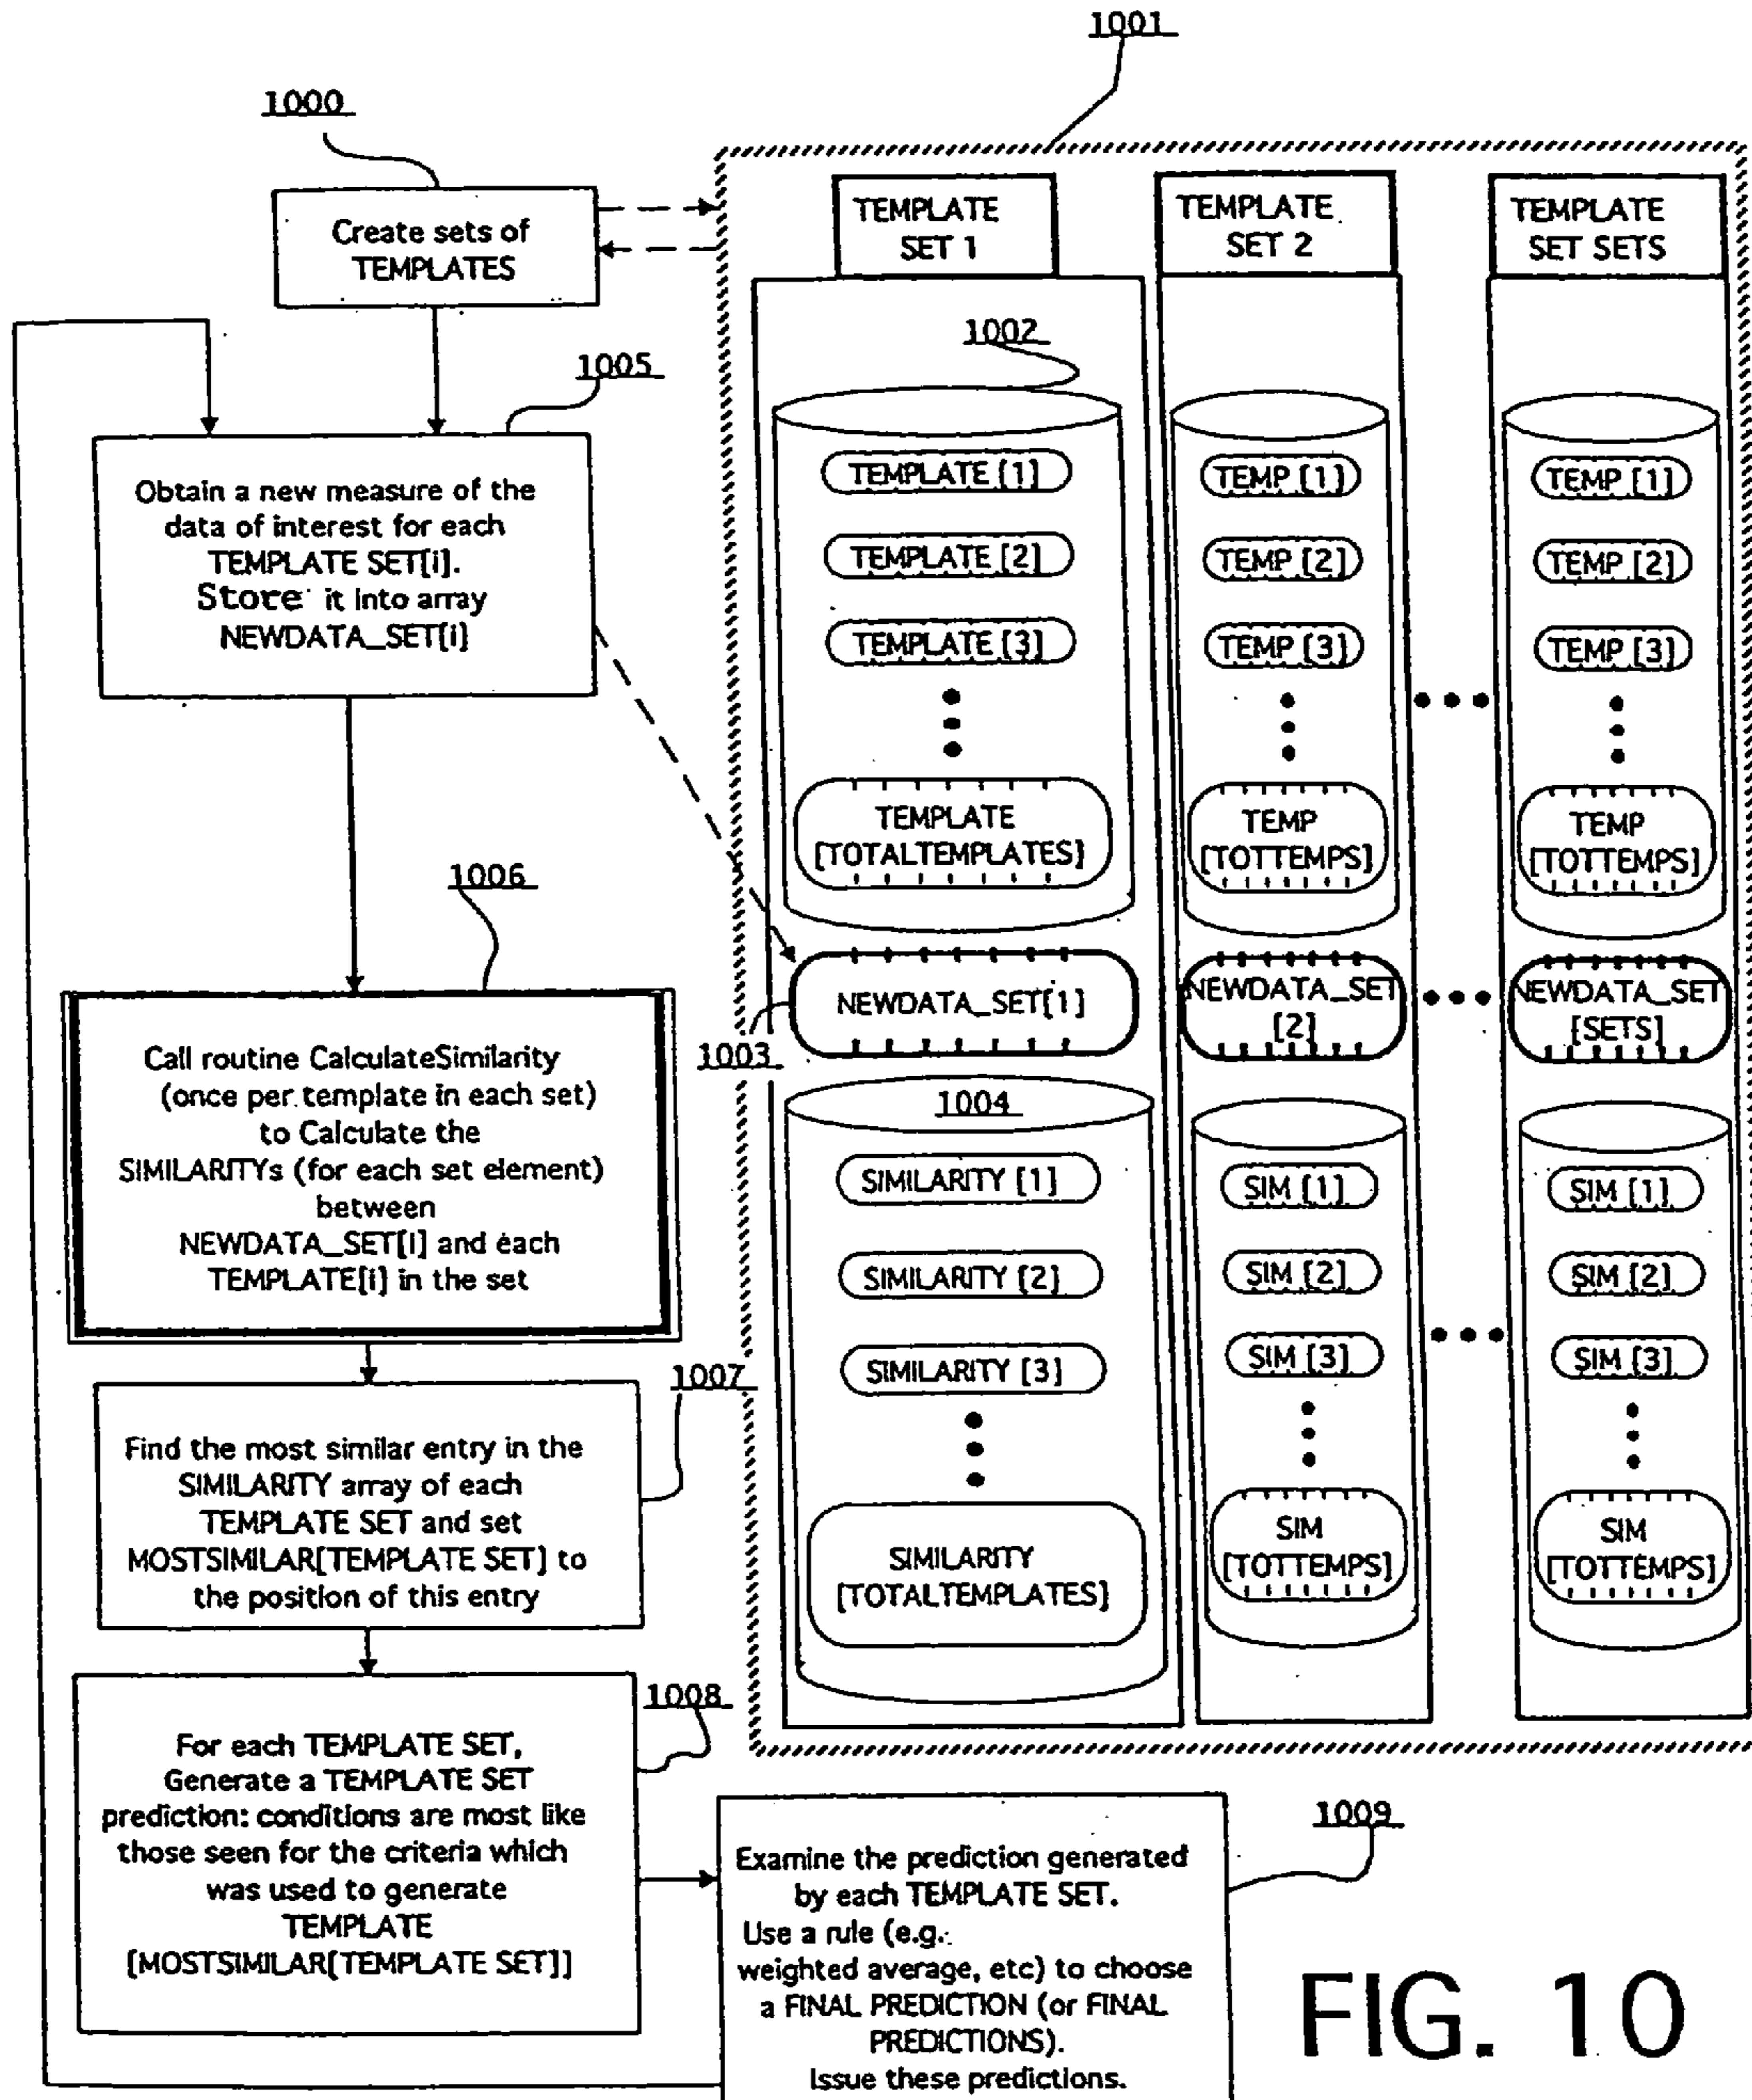 1001
1000
Create sets of
TEMPLATES
TEMPLATE
SET 1
TEMPLATE
SET 2
TEMPLATE
SET SETS
1005
Obtain a new measure of the
data of interest for each
TEMPLATE SET[i].
Store it into array
NEWDATA_SET[i]
1002
TEMPLATE [1]
TEMPLATE [2]
TEMPLATE [3]
TEMPLATE
[TOTALTEMPLATES]
TEMP [1]
TEMP [2]
TEMP [3]
TEMP
[TOTTEMPS]
TEMP [1]
TEMP [2]
TEMP [3]
TEMP
[TOTTEMPS]
1003
NEWDATA_SET[1]
NEWDATA_SET
[2]
NEWDATA_SET
[SETS]
1006
Call routine CalculateSimilarity
(once per template in each set)
to Calculate the
SIMILARITYs (for each set element)
between
NEWDATA_SET[i] and each
TEMPLATE[i] in the set
1004
SIMILARITY [1]
SIMILARITY [2]
SIMILARITY [3]
SIMILARITY
[TOTALTEMPLATES]
SIM [1]
SIM [2]
SIM [3]
SIM
[TOTTEMPS]
SIM [1]
SIM [2]
SIM [3]
SIM
[TOTTEMPS]
1007
Find the most similar entry in the
SIMILARITY array of each
TEMPLATE SET and set
MOSTSIMILAR[TEMPLATE SET] to
the position of this entry
1008
For each TEMPLATE SET,
Generate a TEMPLATE SET
prediction: conditions are most like
those seen for the criteria which
was used to generate
TEMPLATE
[MOSTSIMILAR[TEMPLATE SET]]
1009
Examine the prediction generated
by each TEMPLATE SET.
Use a rule (e.g.
weighted average, etc) to choose
a FINAL PREDICTION (or FINAL
PREDICTIONS).
Issue these predictions.
FIG. 10